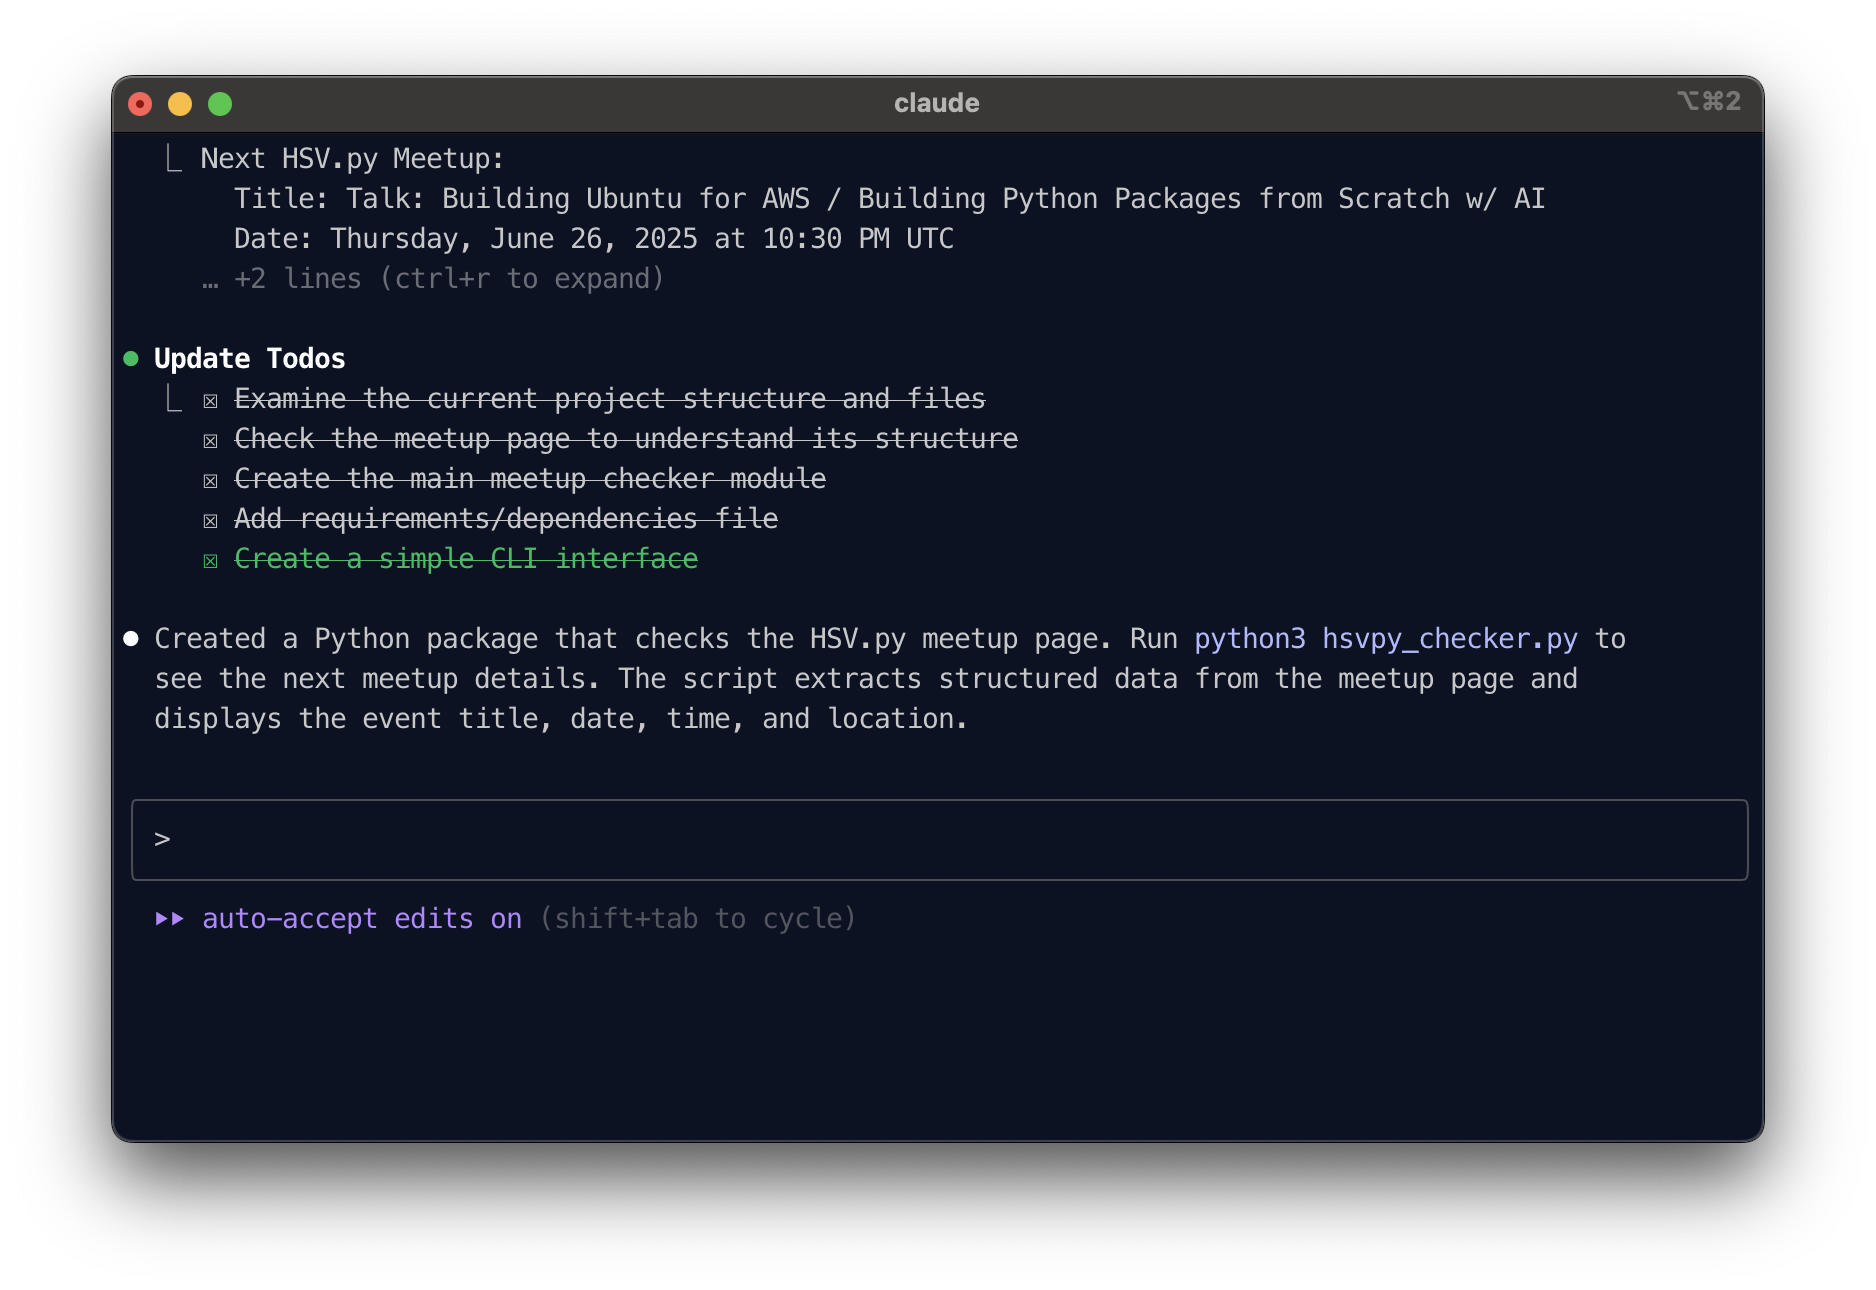 claude
⌥⌘2
⎿ Next HSV.py Meetup:
Title: Talk: Building Ubuntu for AWS / Building Python Packages from Scratch w/ AI
Date: Thursday, June 26, 2025 at 10:30 PM UTC
… +2 lines (ctrl+r to expand)
● Update Todos
⎿ ☒ Examine the current project structure and files
☒ Check the meetup page to understand its structure
☒ Create the main meetup checker module
☒ Add requirements/dependencies file
☒ Create a simple CLI interface
● Created a Python package that checks the HSV.py meetup page. Run python3 hsvpy_checker.py to
see the next meetup details. The script extracts structured data from the meetup page and
displays the event title, date, time, and location.
>
⏵⏵ auto-accept edits on (shift+tab to cycle)